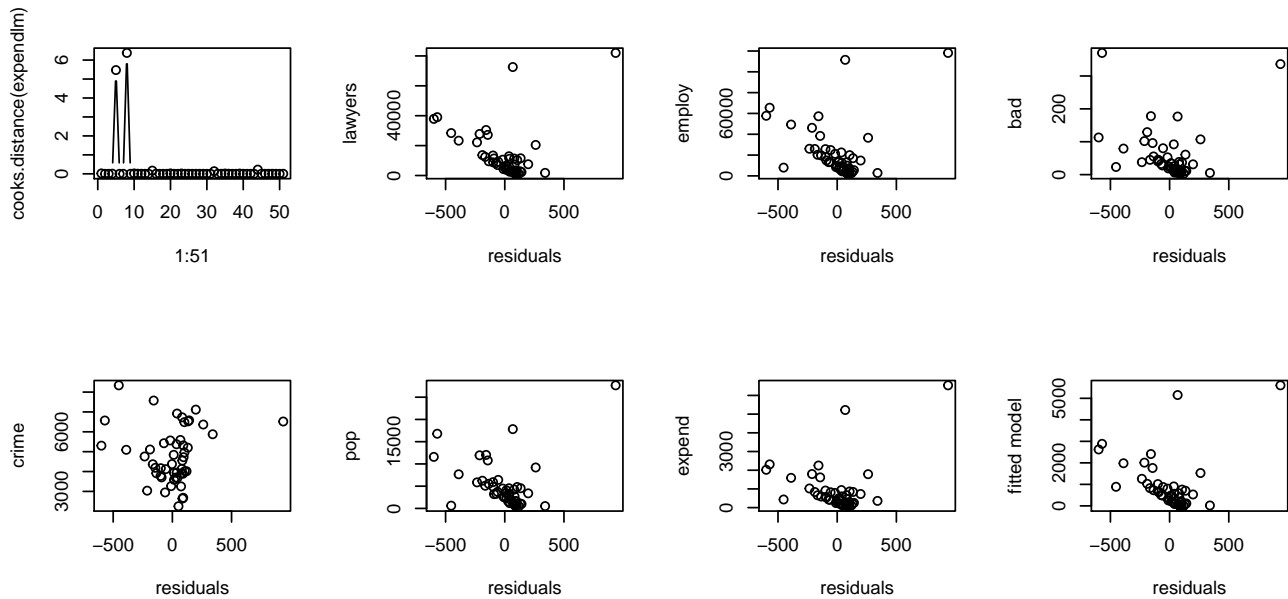 cooks.distance(expendlm)
6
4
2
0
0 10 20 30 40 50
1:51
lawyers
40000
0
−500 0 500
residuals
employ
60000
0
−500 0 500
residuals
bad
200
0
−500 0 500
residuals
crime
6000
3000
−500 0 500
residuals
pop
15000
0
−500 0 500
residuals
expend
3000
0
−500 0 500
residuals
fitted model
5000
3000
0
−500 0 500
residuals